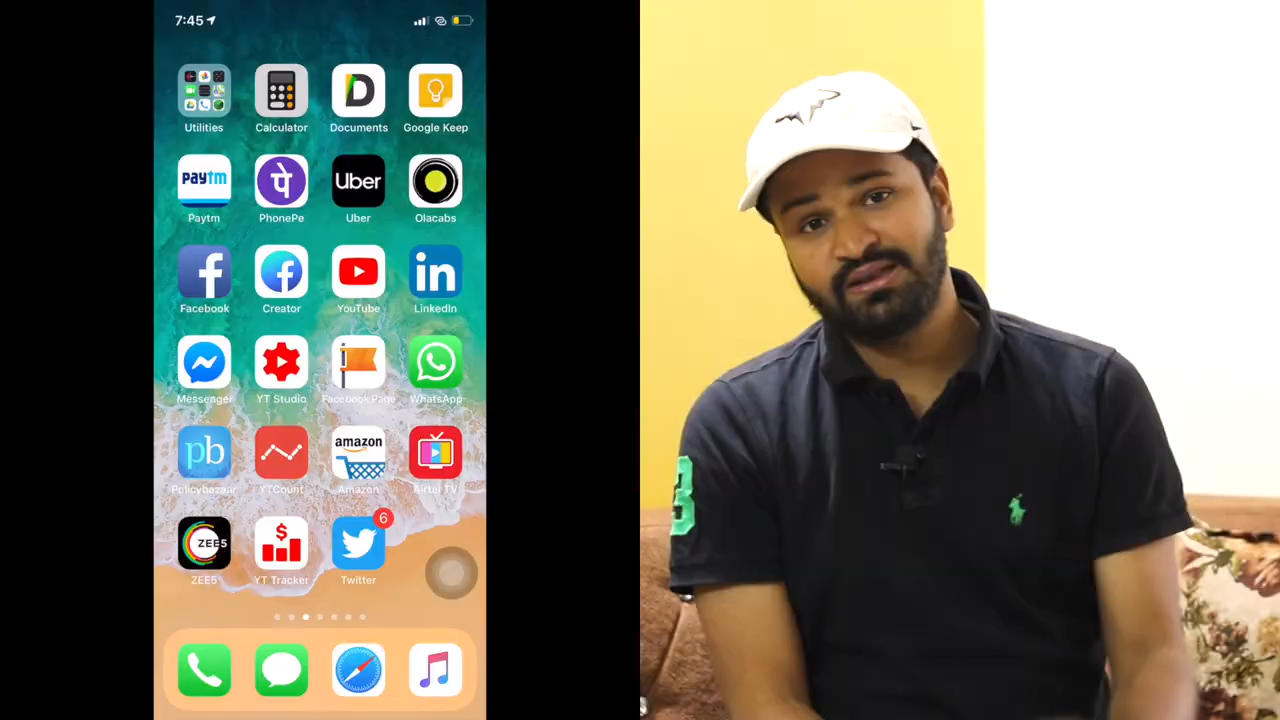 7:45
Utilities Calculator Documents Google Keep
paytm पे Uber
Paytm PhonePe Uber Olacabs
Facebook Creator YouTube LinkedIn
Messenger YT Studio Facebook Page WhatsApp
pb amazon
Policybazaar YTCount Amazon Airtel TV
ZEE5 6
ZEE5 YT Tracker Twitter
3